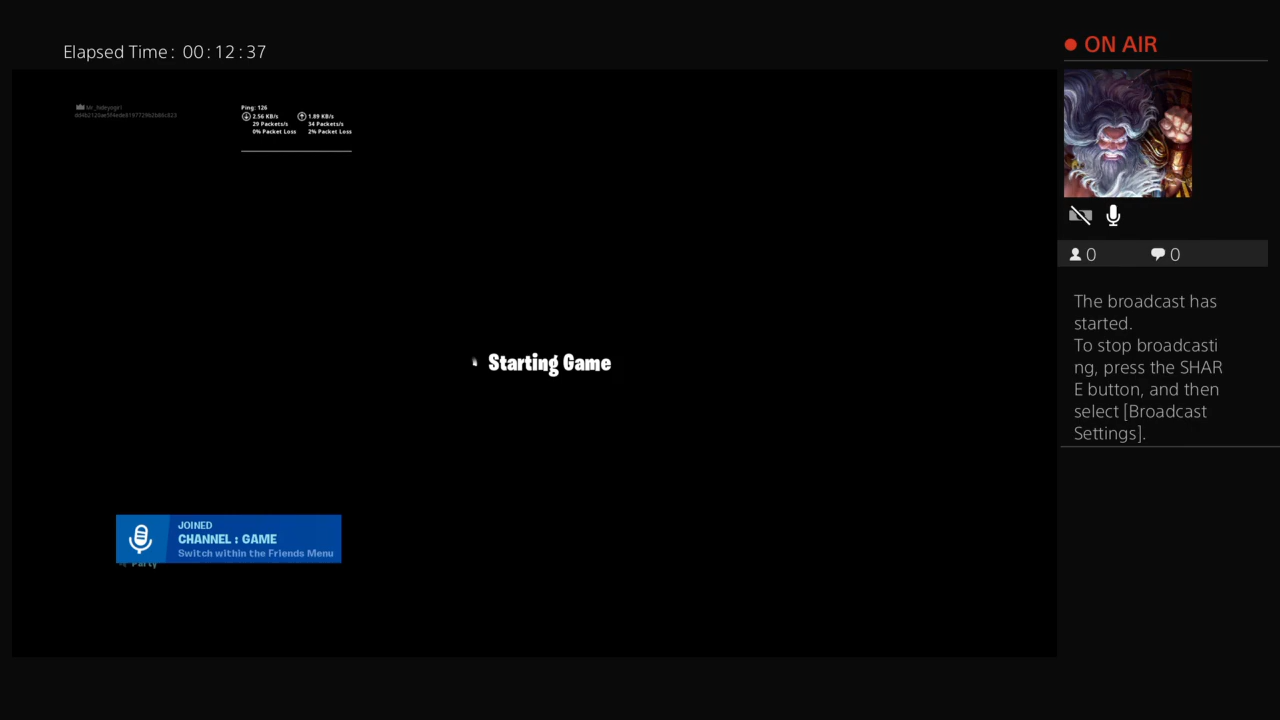 Elapsed Time: 00:12:37
ON AIR
Mr_hdeyogirl
Ping: 126
2.56 KB/s 1.89 KB/s
29 Packets/s 34 Packets/s
0% Packet Loss 2% Packet Loss
0 0
The broadcast has
started.
To stop broadcasti
ng, press the SHAR
E button, and then
select [Broadcast
Settings].
Starting Game
JOINED
CHANNEL : GAME
Switch within the Friends Menu
Party